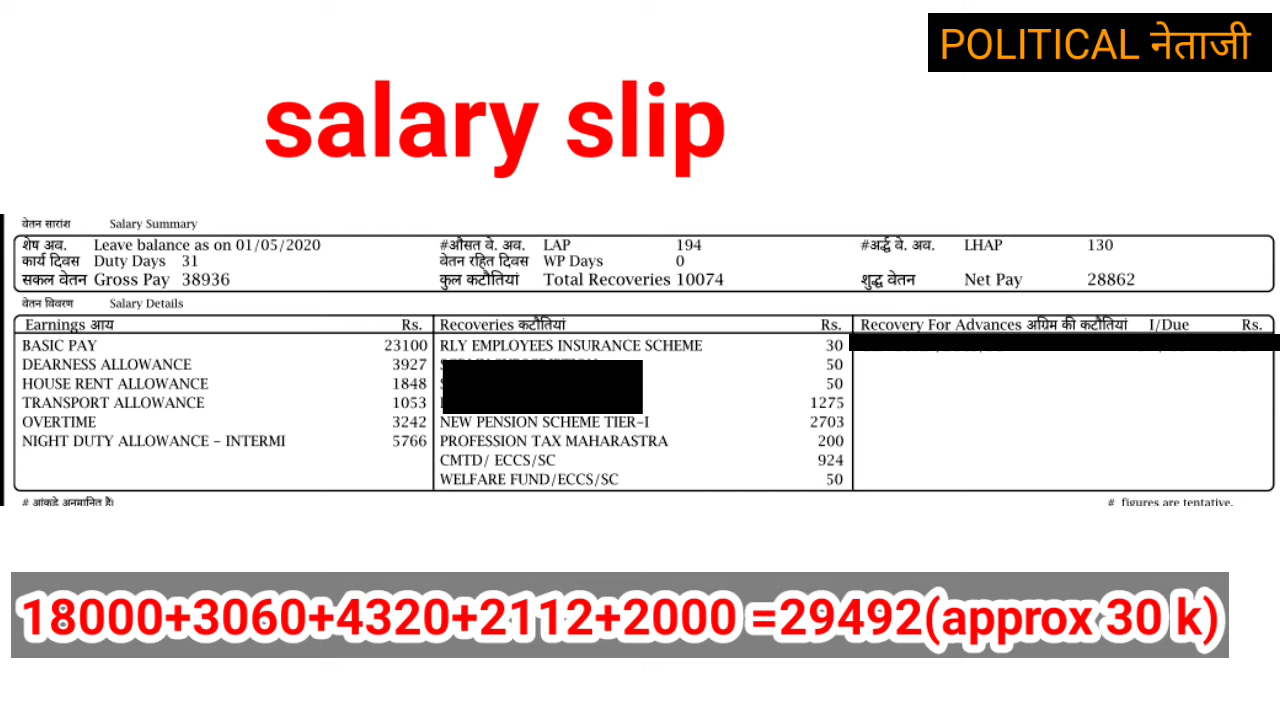 POLITICAL नेताजी
salary slip
वेतन सारांश Salary Summary
शेष अव. Leave balance as on 01/05/2020 #औसत वे. अव. LAP 194 #अर्द्ध वे. अव. LHAP 130
कार्य दिवस Duty Days 31 वेतन रहित दिवस WP Days 0
सकल वेतन Gross Pay 38936 कुल कटौतियां Total Recoveries 10074 शुद्ध वेतन Net Pay 28862
वेतन विवरण Salary Details
Earnings आय Rs. Recoveries कटौतियां Rs. Recovery For Advances अग्रिम की कटौतियां I/Due Rs.
BASIC PAY 23100 RLY EMPLOYEES INSURANCE SCHEME 30
DEARNESS ALLOWANCE 3927 50
HOUSE RENT ALLOWANCE 1848 50
TRANSPORT ALLOWANCE 1053 1275
OVERTIME 3242 NEW PENSION SCHEME TIER-I 2703
NIGHT DUTY ALLOWANCE - INTERMI 5766 PROFESSION TAX MAHARASTRA 200
CMTD/ ECCS/SC 924
WELFARE FUND/ECCS/SC 50
# आंकडे अनुमानित है। # figures are tentative.
18000+3060+4320+2112+2000 =29492(approx 30 k)